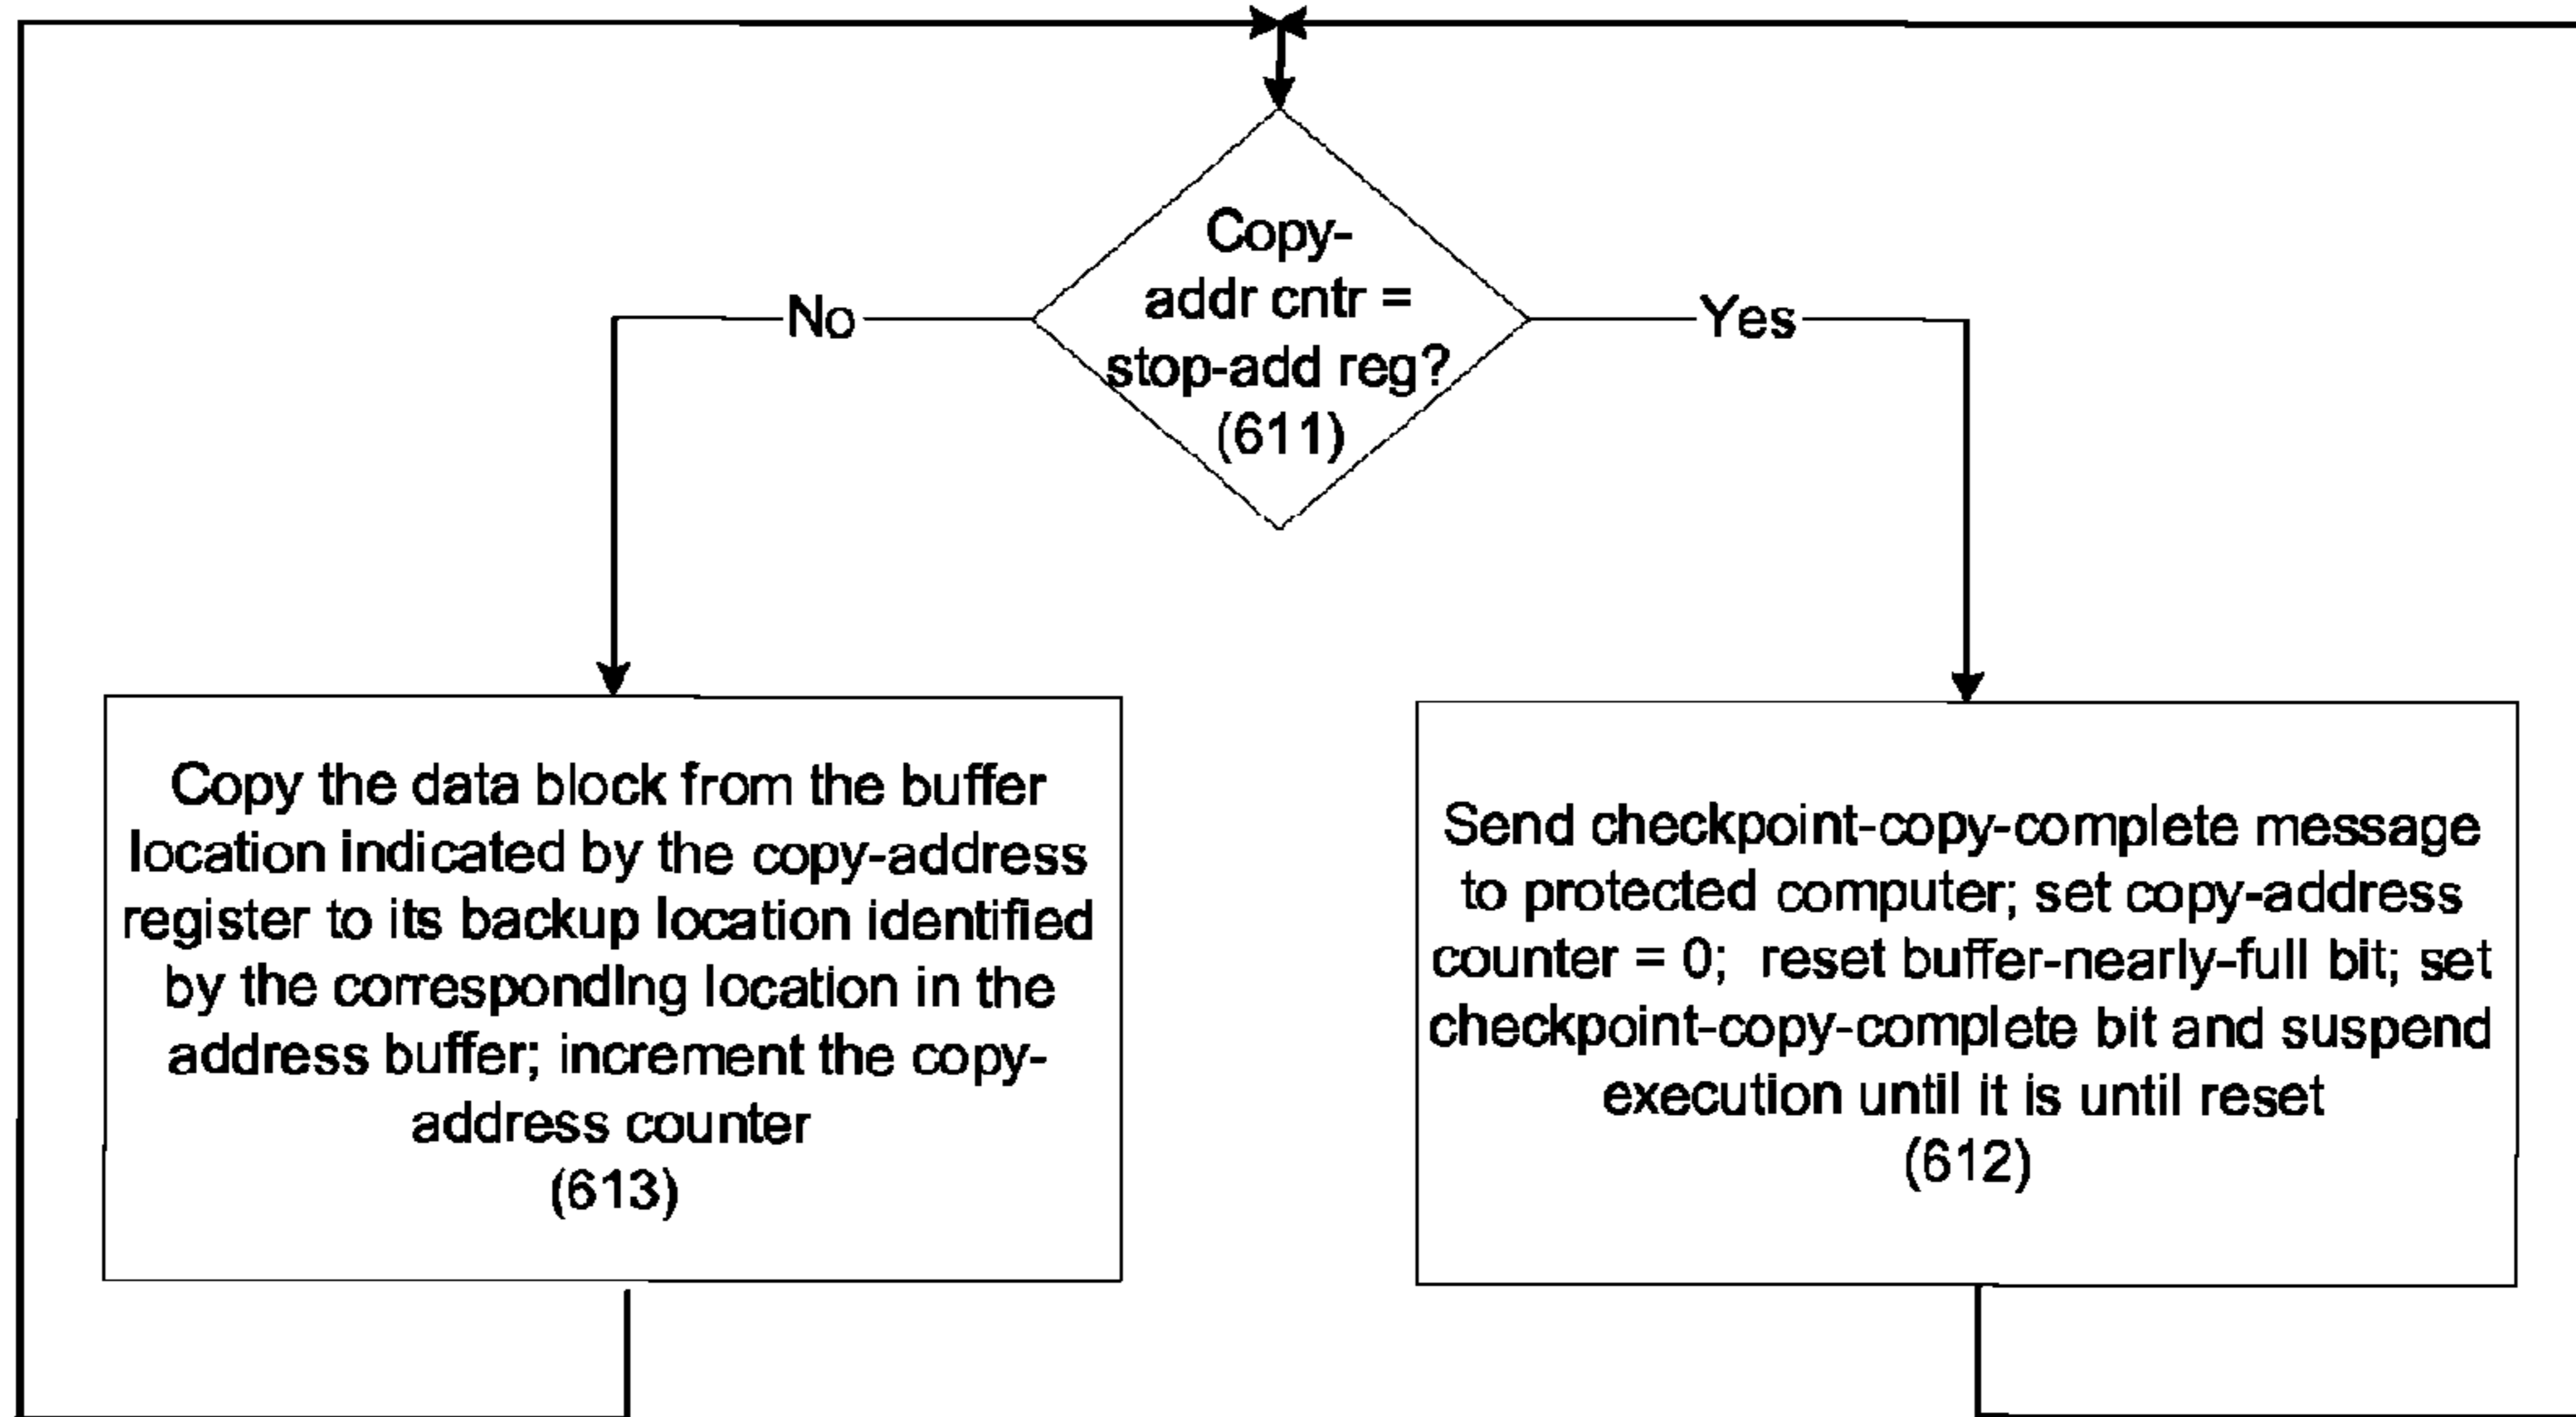 Copy-
addr cntr =
stop-add reg?
(611)
No
Yes
Copy the data block from the buffer
location indicated by the copy-address
register to its backup location identified
by the corresponding location in the
address buffer; increment the copy-
address counter
(613)
Send checkpoint-copy-complete message
to protected computer; set copy-address
counter = 0; reset buffer-nearly-full bit; set
checkpoint-copy-complete bit and suspend
execution until it is until reset
(612)